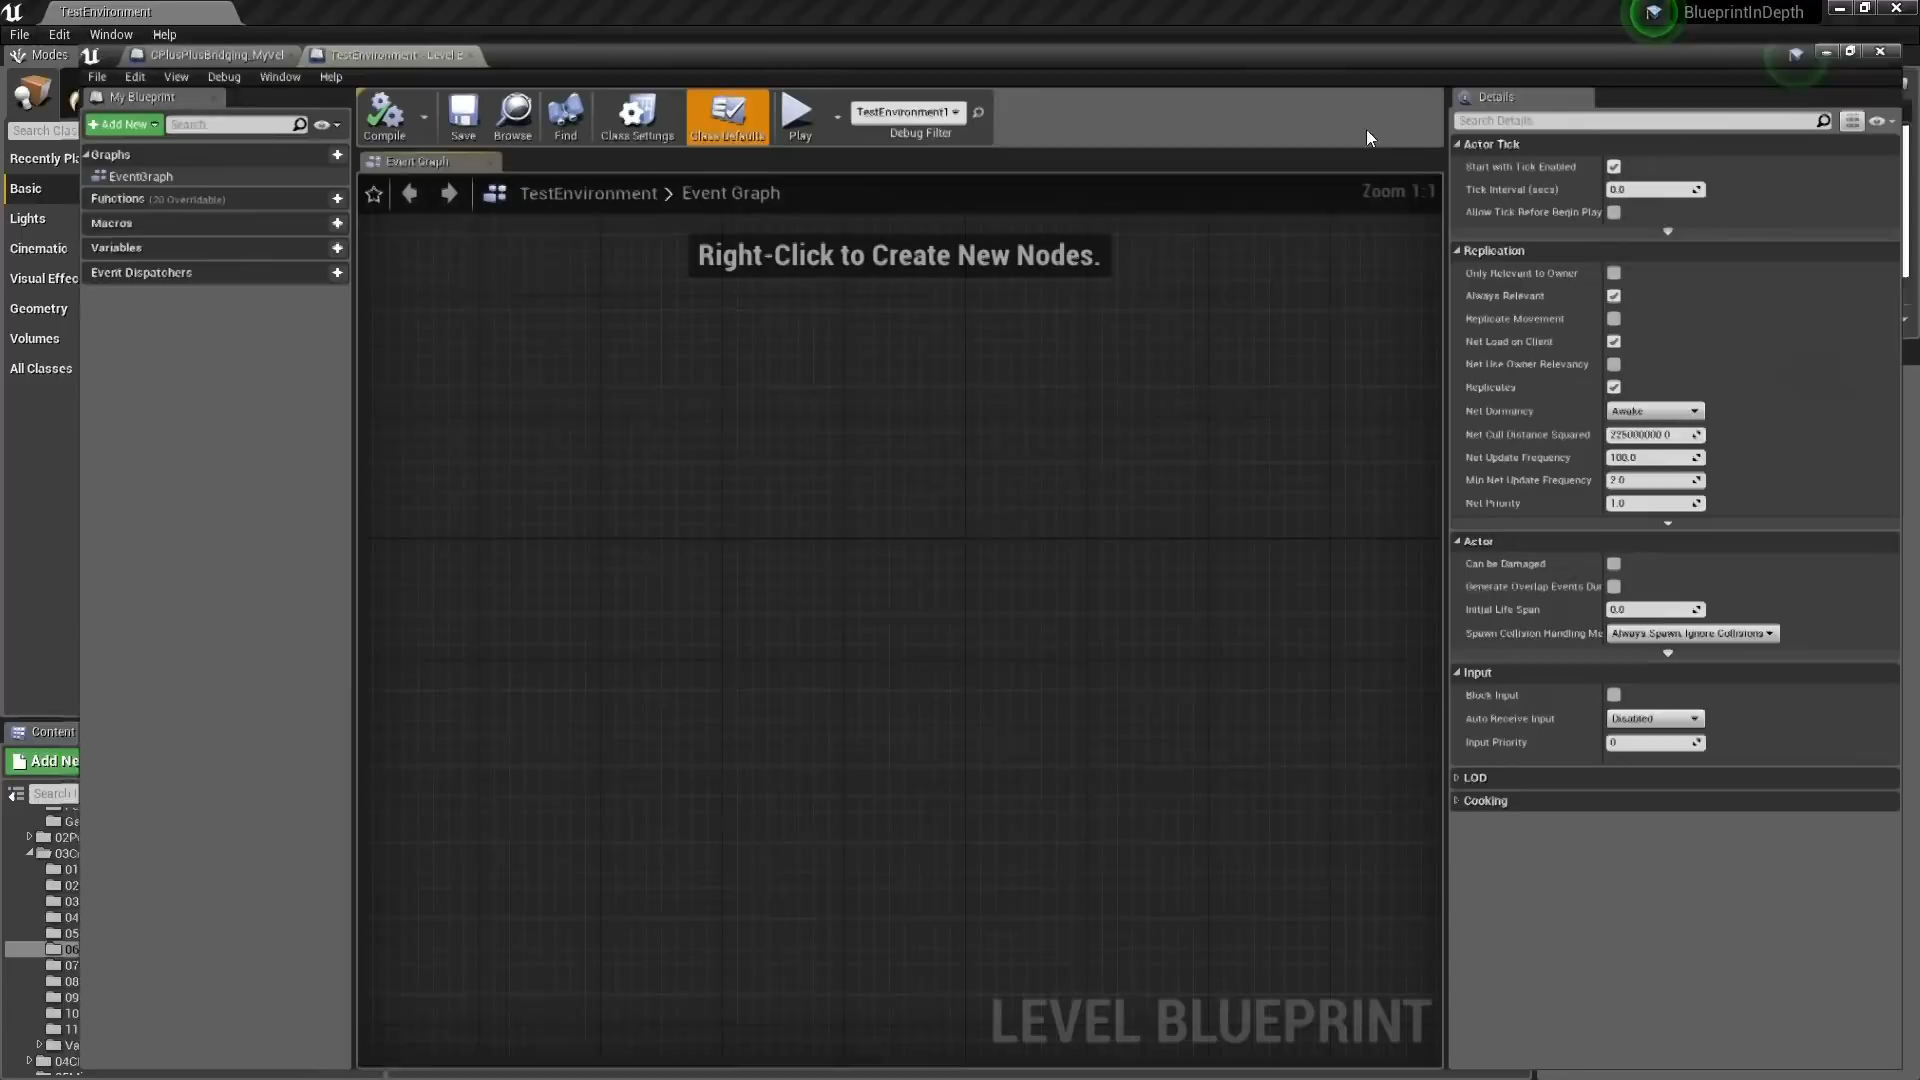 TestEnvironment
BlueprintInDepth
File Edit Window Help
Modes
CPlusPlusBridging_MyVel
TestEnvironment - Level B
File Edit View Debug Window Help
My Blueprint
Add New
Search
Compile
Save
Browse
Find
Class Settings
Class Defaults
Play
TestEnvironment1
Debug Filter
Details
Search Details
Search Clas
Recently Pla
Basic
Lights
Cinematic
Visual Effec
Geometry
Volumes
All Classes
Graphs
EventGraph
Functions (20 Overridable)
Macros
Variables
Event Dispatchers
Event Graph
TestEnvironment > Event Graph
Zoom 1:1
Right-Click to Create New Nodes.
LEVEL BLUEPRINT
Actor Tick
Start with Tick Enabled
Tick Interval (secs) 0.0
Allow Tick Before Begin Play
Replication
Only Relevant to Owner
Always Relevant
Replicate Movement
Net Load on Client
Net Use Owner Relevancy
Replicates
Net Dormancy Awake
Net Cull Distance Squared 225000000.0
Net Update Frequency 100.0
Min Net Update Frequency 2.0
Net Priority 1.0
Actor
Can be Damaged
Generate Overlap Events Dur
Initial Life Span 0.0
Spawn Collision Handling Me Always Spawn, Ignore Collisions
Input
Block Input
Auto Receive Input Disabled
Input Priority 0
LOD
Cooking
Content
Add Ne
Search
Ge
02P
03C
01
02
03
04
05
06
07
08
09
10
11
Va
04C